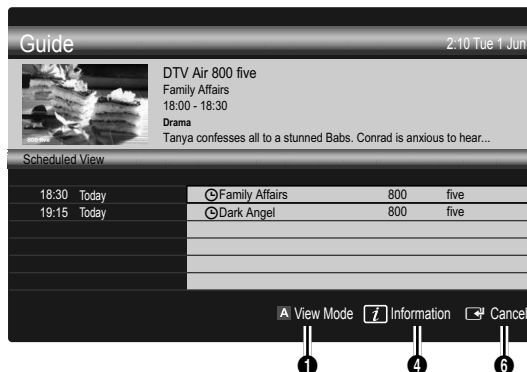 Guide 2:10 Tue 1 Jun
DTV Air 800 five
Family Affairs
18:00 - 18:30
Drama
Tanya confesses all to a stunned Babs. Conrad is anxious to hear...
800 five
Scheduled View
18:30 Today Family Affairs 800 five
19:15 Today Dark Angel 800 five
A View Mode i Information Cancel
1 4 6